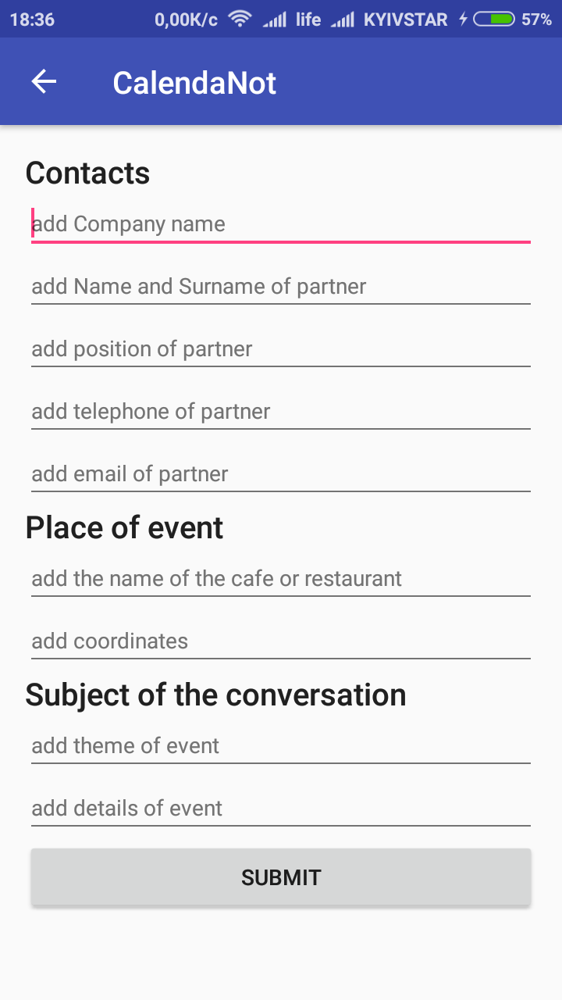 18:36 0,00K/c life KYIVSTAR 57%
CalendaNot
Contacts
add Company name
add Name and Surname of partner
add position of partner
add telephone of partner
add email of partner
Place of event
add the name of the cafe or restaurant
add coordinates
Subject of the conversation
add theme of event
add details of event
SUBMIT